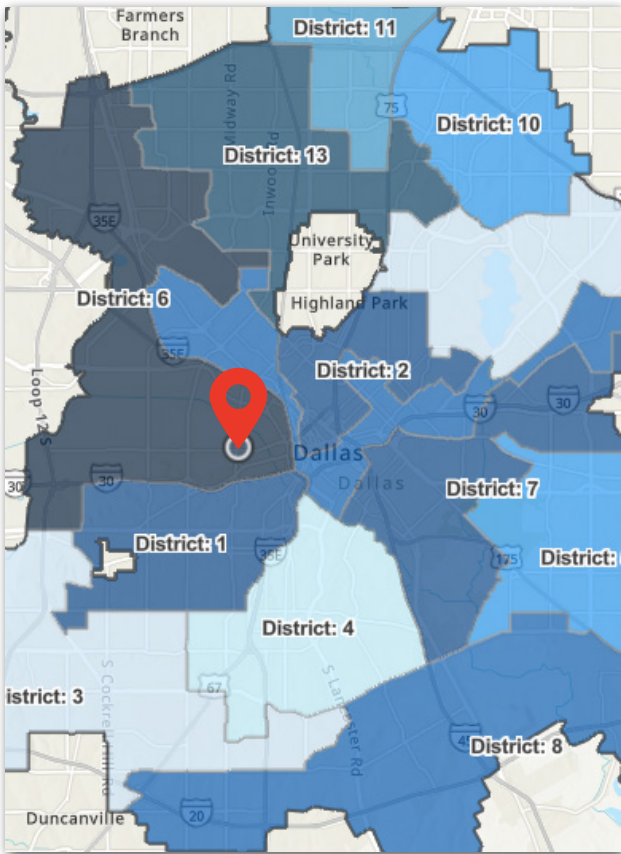 Farmers
Branch
District: 11
Midway Rd
75
District: 10
District: 13
Inwood Rd
35E
University
Park
District: 6
Highland Park
35E
Loop 12 S
District: 2
30
30
Dallas
30
30
Dallas
District: 7
District: 1
35E
175
District:
District: 4
S Cockrell Hill Rd
67
S Lancaster Rd
istrict: 3
45
District: 8
Duncanville
20